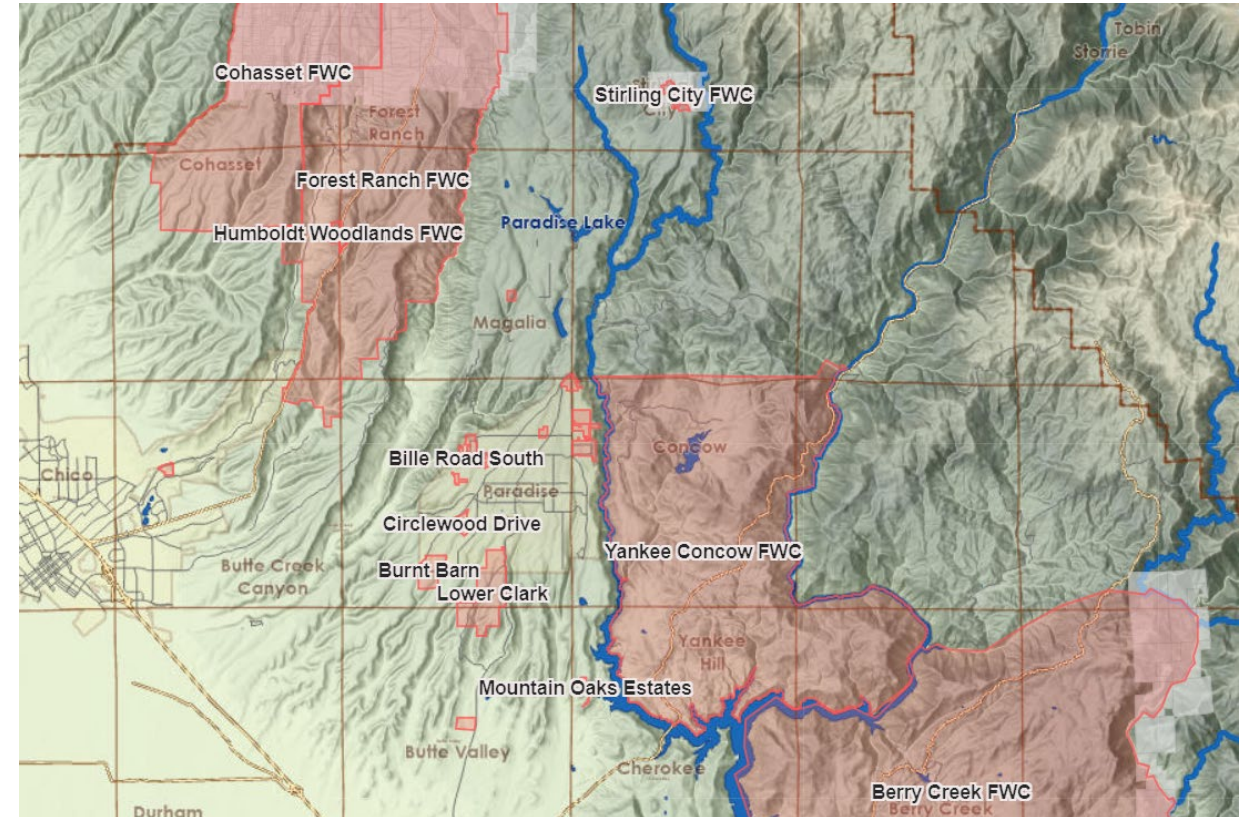 Tobin
Storrie
Cohasset FWC
Stirling City FWC
City
Forest
Ranch
Cohasset
Forest Ranch FWC
Paradise Lake
Humboldt Woodlands FWC
Magalia
Concow
Bille Road South
Chico
Paradise
Circlewood Drive
Yankee Concow FWC
Butte Creek
Canyon
Burnt Barn
Lower Clark
Yankee
Hill
Mountain Oaks Estates
Butte Valley
Cherokee
Berry Creek FWC
Berry Creek
Durham